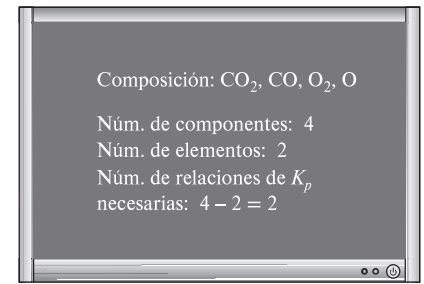 Composición: CO₂, CO, O₂, O
Núm. de componentes: 4
Núm. de elementos: 2
Núm. de relaciones de Kₚ
necesarias: 4 – 2 = 2